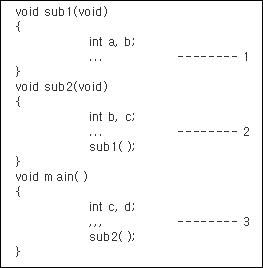 void sub1(void)
{
int a, b;
... -------- 1
}
void sub2(void)
{
int b, c;
... -------- 2
sub1( );
}
void main( )
{
int c, d;
,,, -------- 3
sub2( );
}